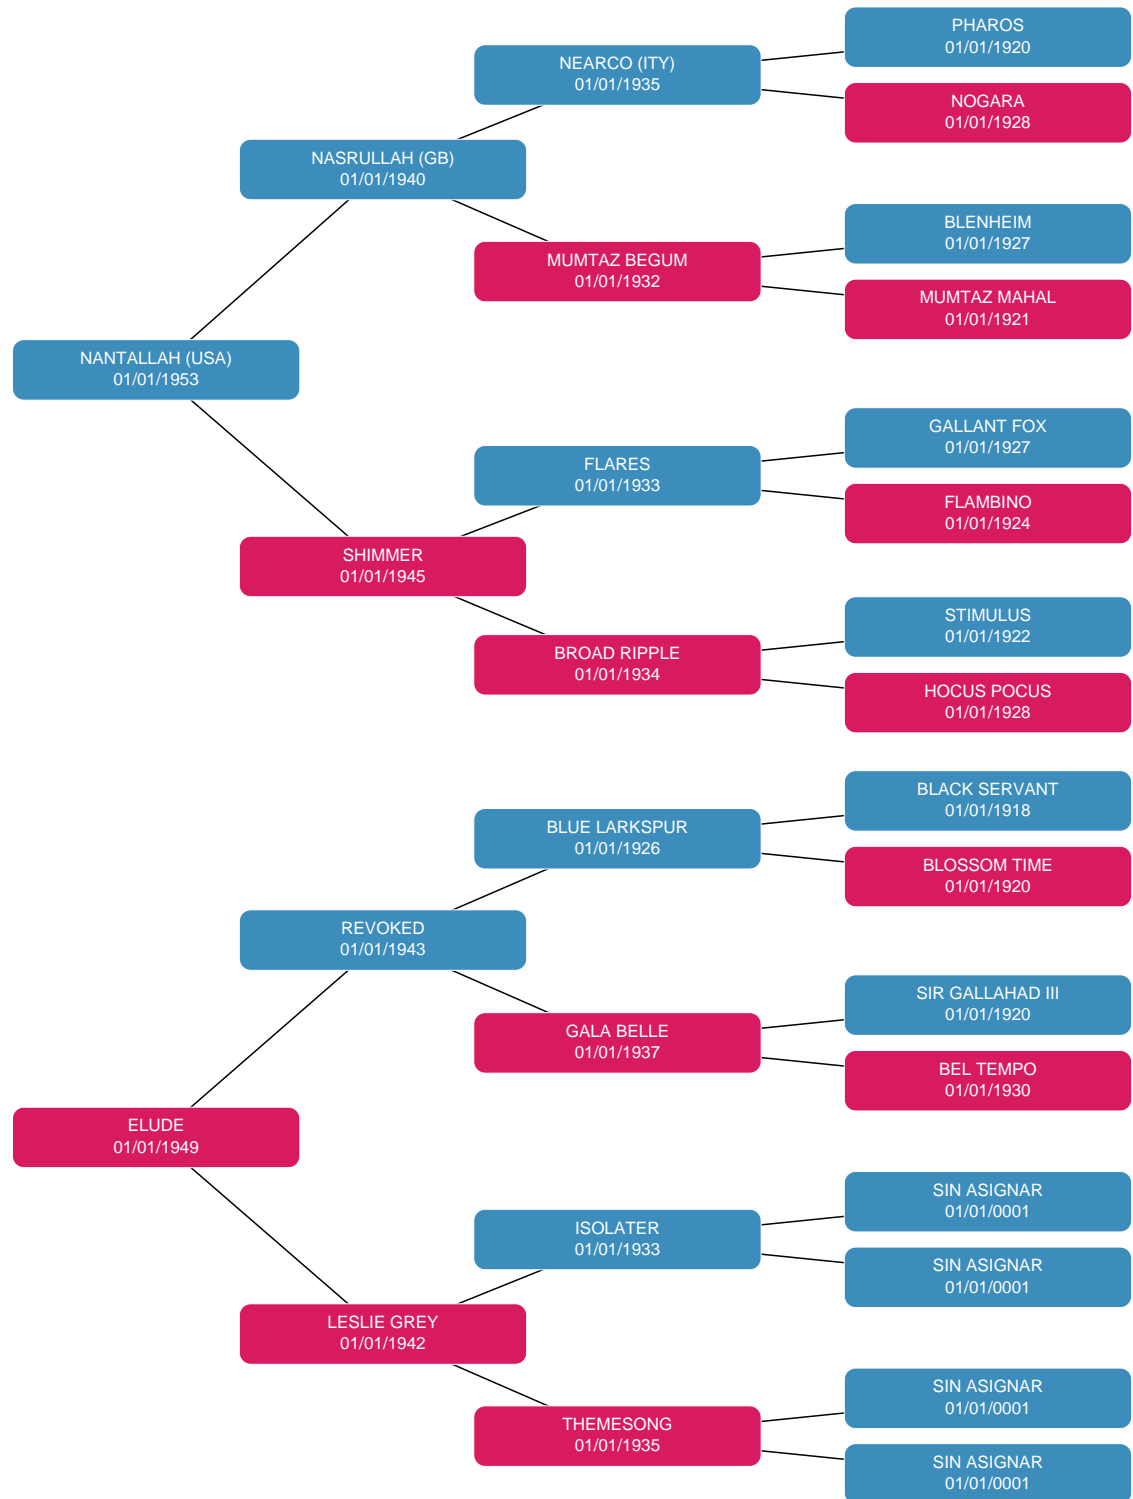 PHAROS
01/01/1920
NEARCO (ITY)
01/01/1935
NOGARA
01/01/1928
NASRULLAH (GB)
01/01/1940
BLENHEIM
01/01/1927
MUMTAZ BEGUM
01/01/1932
MUMTAZ MAHAL
01/01/1921
NANTALLAH (USA)
01/01/1953
GALLANT FOX
01/01/1927
FLARES
01/01/1933
FLAMBINO
01/01/1924
SHIMMER
01/01/1945
STIMULUS
01/01/1922
BROAD RIPPLE
01/01/1934
HOCUS POCUS
01/01/1928
BLACK SERVANT
01/01/1918
BLUE LARKSPUR
01/01/1926
BLOSSOM TIME
01/01/1920
REVOKED
01/01/1943
SIR GALLAHAD III
01/01/1920
GALA BELLE
01/01/1937
BEL TEMPO
01/01/1930
ELUDE
01/01/1949
SIN ASIGNAR
01/01/0001
ISOLATER
01/01/1933
SIN ASIGNAR
01/01/0001
LESLIE GREY
01/01/1942
SIN ASIGNAR
01/01/0001
THEMESONG
01/01/1935
SIN ASIGNAR
01/01/0001